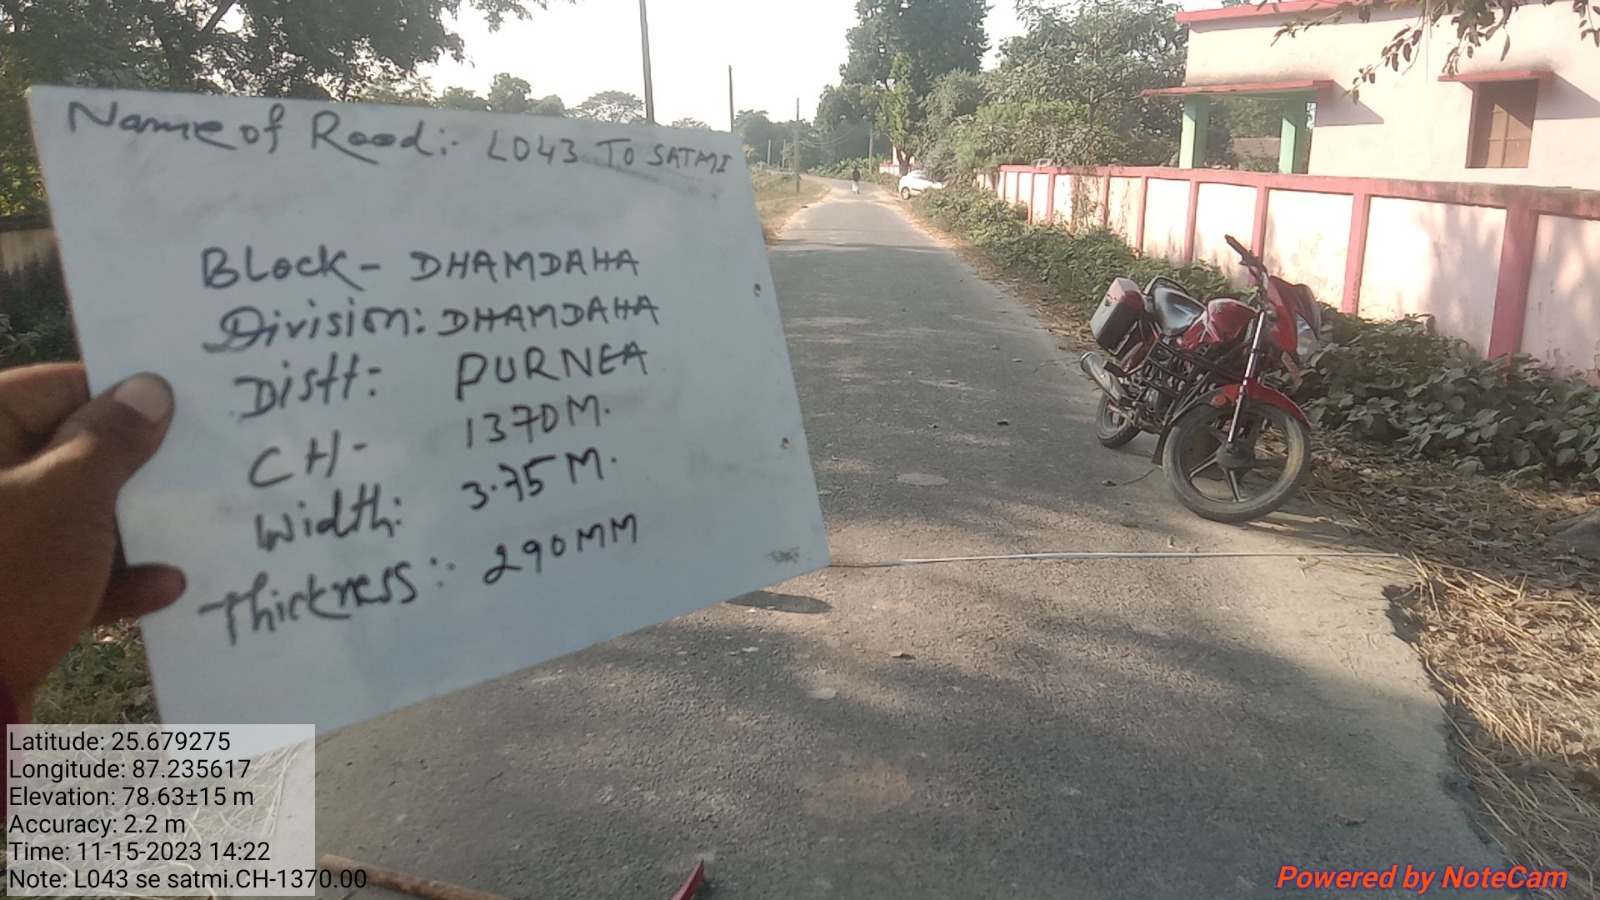 Name of Road:- L043 TO SATMI
Block- DHAMDAHA
Division: DHAMDAHA
Distt: PURNEA
CH- 1370M.
Width: 3.75M.
Thickness:- 290MM
Latitude: 25.679275
Longitude: 87.235617
Elevation: 78.63±15 m
Accuracy: 2.2 m
Time: 11-15-2023 14:22
Note: L043 se satmi.CH-1370.00
Powered by NoteCam